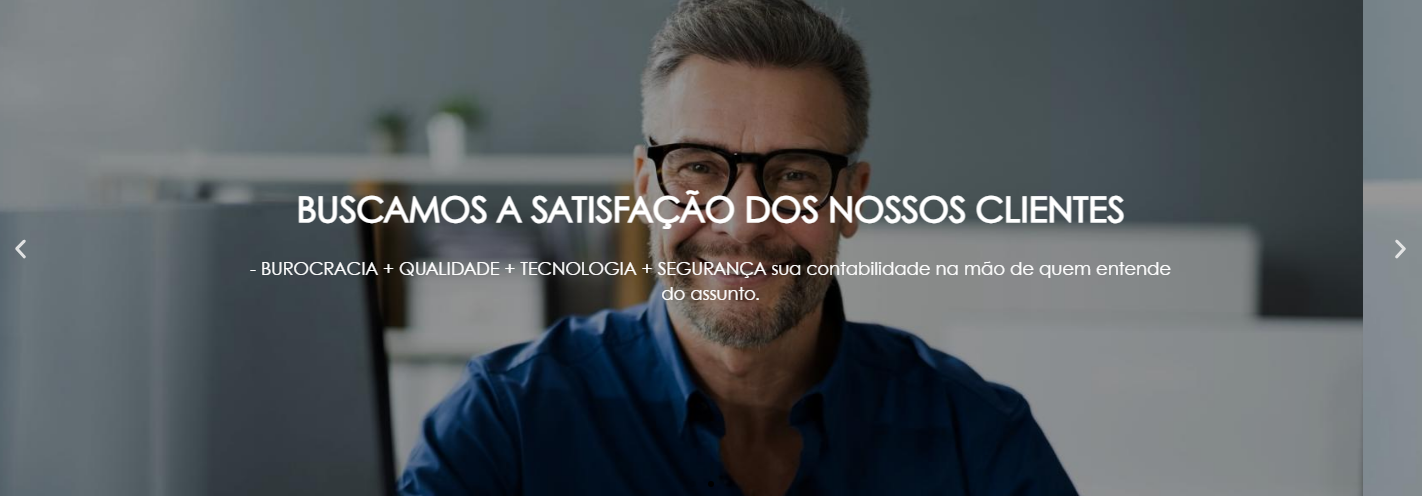 BUSCAMOS A SATISFAÇÃO DOS NOSSOS CLIENTES
- BUROCRACIA + QUALIDADE + TECNOLOGIA + SEGURANÇA sua contabilidade na mão de quem entende
do assunto.